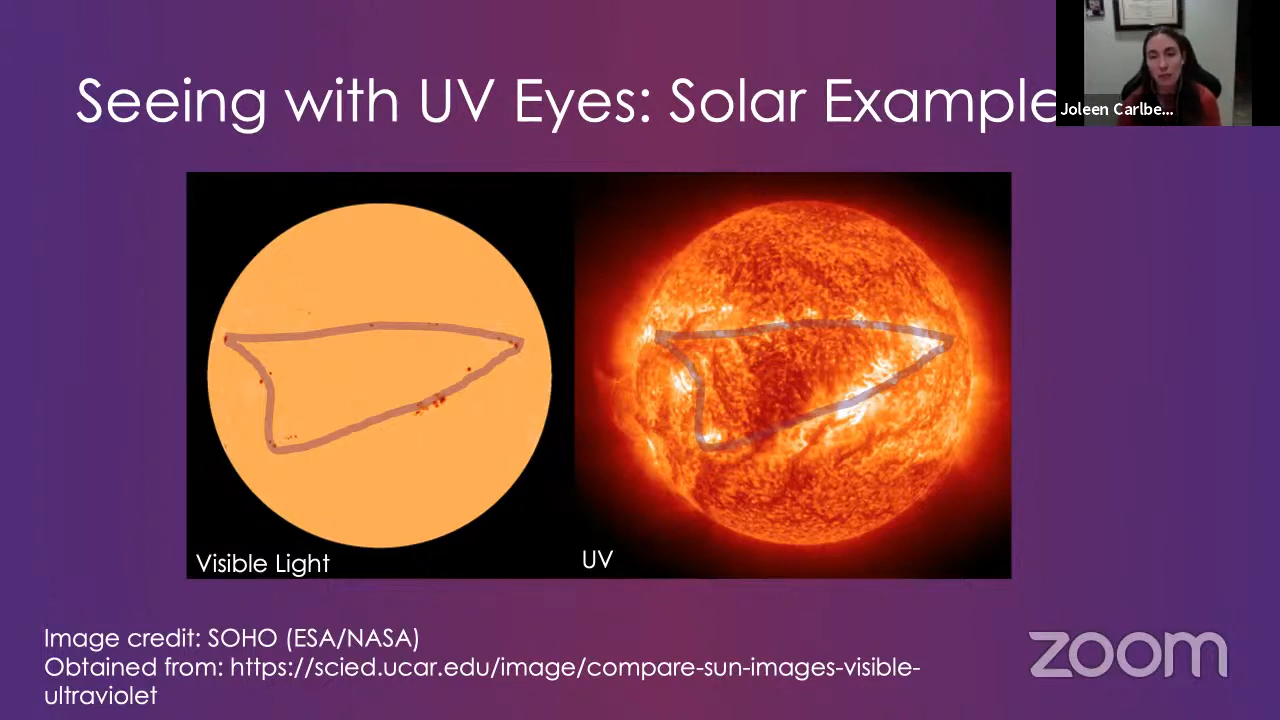 Seeing with UV Eyes: Solar Example
Joleen Carlbe...
Visible Light
UV
Image credit: SOHO (ESA/NASA)
Obtained from: https://scied.ucar.edu/image/compare-sun-images-visible-
ultraviolet
zoom